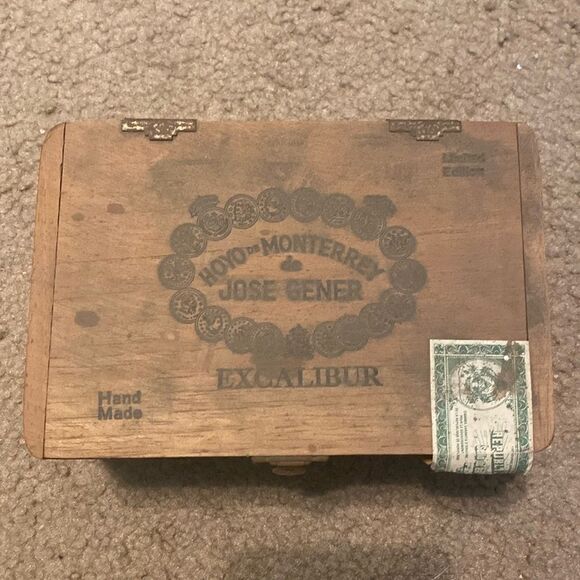 Limited
Edition
HOYO DE MONTERREY
de
JOSE GENER
EXCALIBUR
Hand
Made